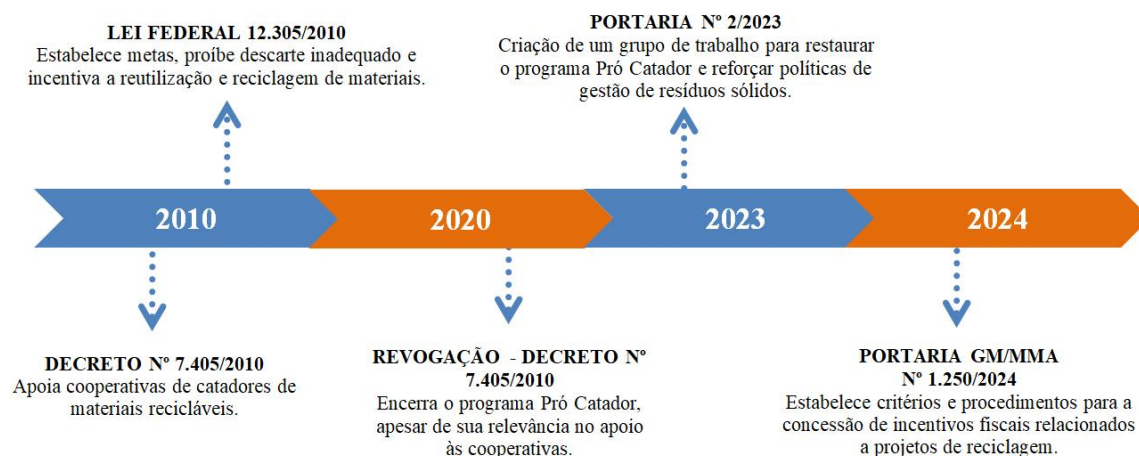 LEI FEDERAL 12.305/2010
Estabelece metas, proíbe descarte inadequado e
incentiva a reutilização e reciclagem de materiais.
PORTARIA Nº 2/2023
Criação de um grupo de trabalho para restaurar
o programa Pró Catador e reforçar políticas de
gestão de resíduos sólidos.
2010
2020
2023
2024
DECRETO Nº 7.405/2010
Apoia cooperativas de catadores de
materiais recicláveis.
REVOGAÇÃO - DECRETO Nº
7.405/2010
Encerra o programa Pró Catador,
apesar de sua relevância no apoio
às cooperativas.
PORTARIA GM/MMA
Nº 1.250/2024
Estabelece critérios e procedimentos para a
concessão de incentivos fiscais relacionados
a projetos de reciclagem.